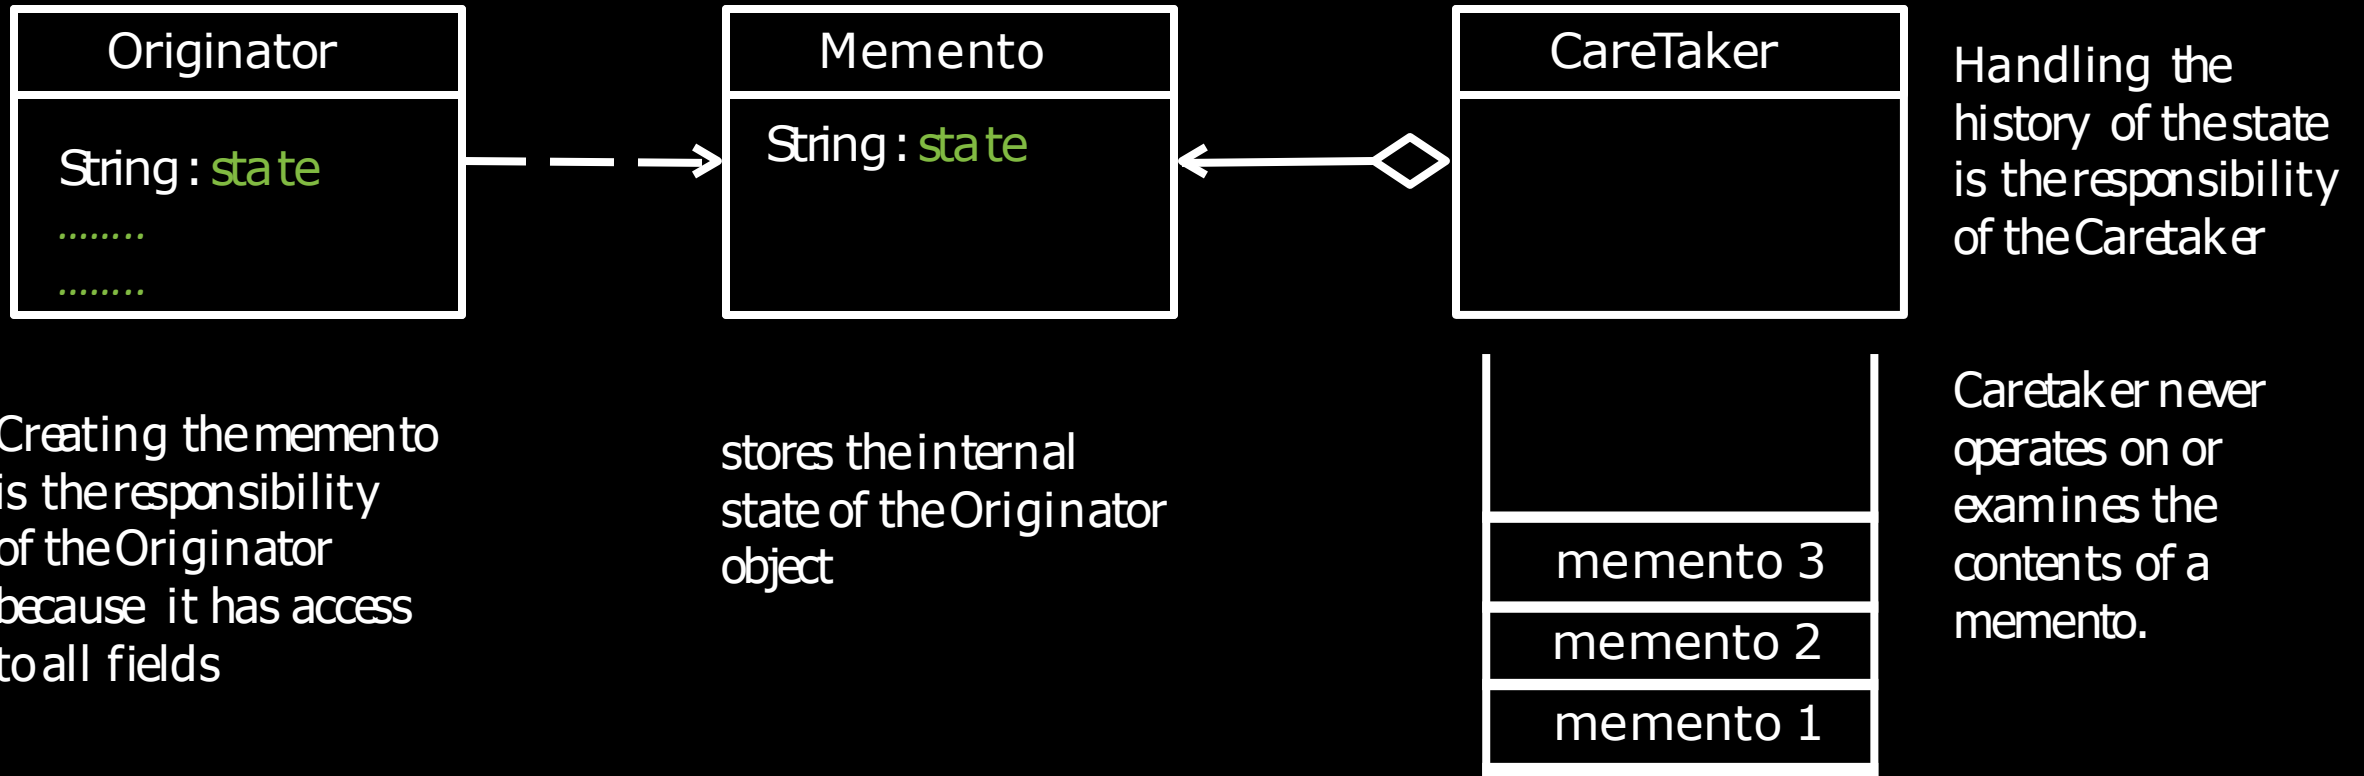 Originator
String : state
........
........
Creating the memento
is the responsibility
of the Originator
because it has access
to all fields
Memento
String : state
stores the internal
state of the Originator
object
CareTaker
memento 3
memento 2
memento 1
Handling the
history of the state
is the responsibility
of the Caretaker
Caretaker never
operates on or
examines the
contents of a
memento.